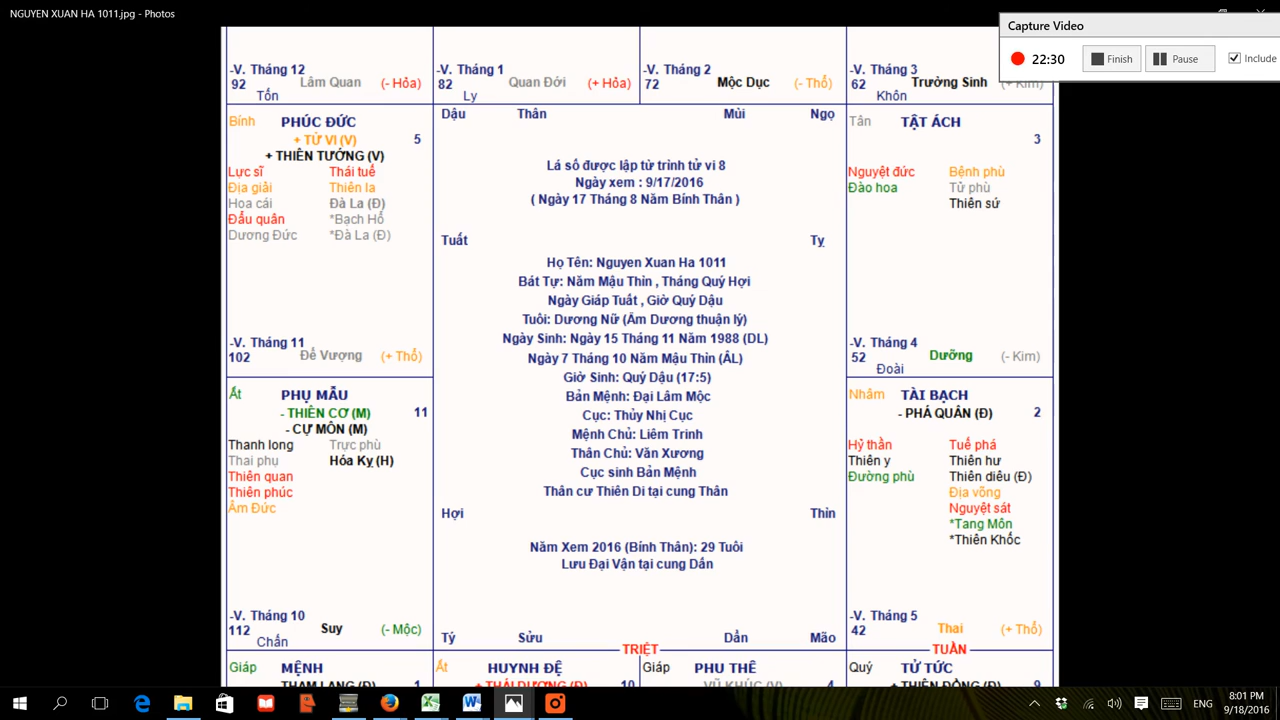 NGUYEN XUAN HA 1011.jpg - Photos
Capture Video
22:30 Finish Pause Include
-V. Tháng 12
92 Lâm Quan (- Hỏa)
Tốn
-V. Tháng 1
82 Quan Đới (+ Hỏa)
Ly
-V. Tháng 2
72 Mộc Dục (- Thổ)
-V. Tháng 3
62 Trường Sinh (+ Kim)
Khôn
Bính PHÚC ĐỨC
+ TỬ VI (V) 5
+ THIÊN TƯỚNG (V)
Lực sĩ Thái tuế
Địa giải Thiên la
Hoa cái Đà La (Đ)
Đẩu quân *Bạch Hổ
Dương Đức *Đà La (Đ)
-V. Tháng 11
102 Đế Vượng (+ Thổ)
Ất PHỤ MẪU
- THIÊN CƠ (M) 11
- CỰ MÔN (M)
Thanh long Trực phù
Thai phụ Hóa Kỵ (H)
Thiên quan
Thiên phúc
Âm Đức
-V. Tháng 10
112 Suy (- Mộc)
Chấn
Dậu Thân Mùi Ngọ
Lá số được lập từ trình tử vi 8
Ngày xem : 9/17/2016
( Ngày 17 Tháng 8 Năm Bính Thân )
Tuất Tỵ
Họ Tên: Nguyen Xuan Ha 1011
Bát Tự: Năm Mậu Thìn , Tháng Quý Hợi
Ngày Giáp Tuất , Giờ Quý Dậu
Tuổi: Dương Nữ (Âm Dương thuận lý)
Ngày Sinh: Ngày 15 Tháng 11 Năm 1988 (DL)
Ngày 7 Tháng 10 Năm Mậu Thìn (ÂL)
Giờ Sinh: Quý Dậu (17:5)
Bản Mệnh: Đại Lâm Mộc
Cục: Thủy Nhị Cục
Mệnh Chủ: Liêm Trinh
Thân Chủ: Văn Xương
Cục sinh Bản Mệnh
Thân cư Thiên Di tại cung Thân
Hợi Thìn
Năm Xem 2016 (Bính Thân): 29 Tuổi
Lưu Đại Vận tại cung Dần
Tý Sửu Dần Mão
TRIỆT
Tân TẬT ÁCH
3
Nguyệt đức Bệnh phù
Đào hoa Tử phù
Thiên sứ
-V. Tháng 4
52 Dưỡng (- Kim)
Đoài
Nhâm TÀI BẠCH
- PHÁ QUÂN (Đ) 2
Hỷ thần Tuế phá
Thiên y Thiên hư
Đường phù Thiên diêu (Đ)
Địa võng
Nguyệt sát
*Tang Môn
*Thiên Khốc
-V. Tháng 5
42 Thai (+ Thổ)
TUẦN
Giáp MỆNH
THAM LANG (Đ) 1
Ất HUYNH ĐỆ
+ THÁI DƯƠNG (Đ) 10
Giáp PHU THÊ
VŨ KHÚC (V) 4
Quý TỬ TỨC
+ THIÊN ĐỒNG (Đ) 9
ENG
8:01 PM
9/18/2016